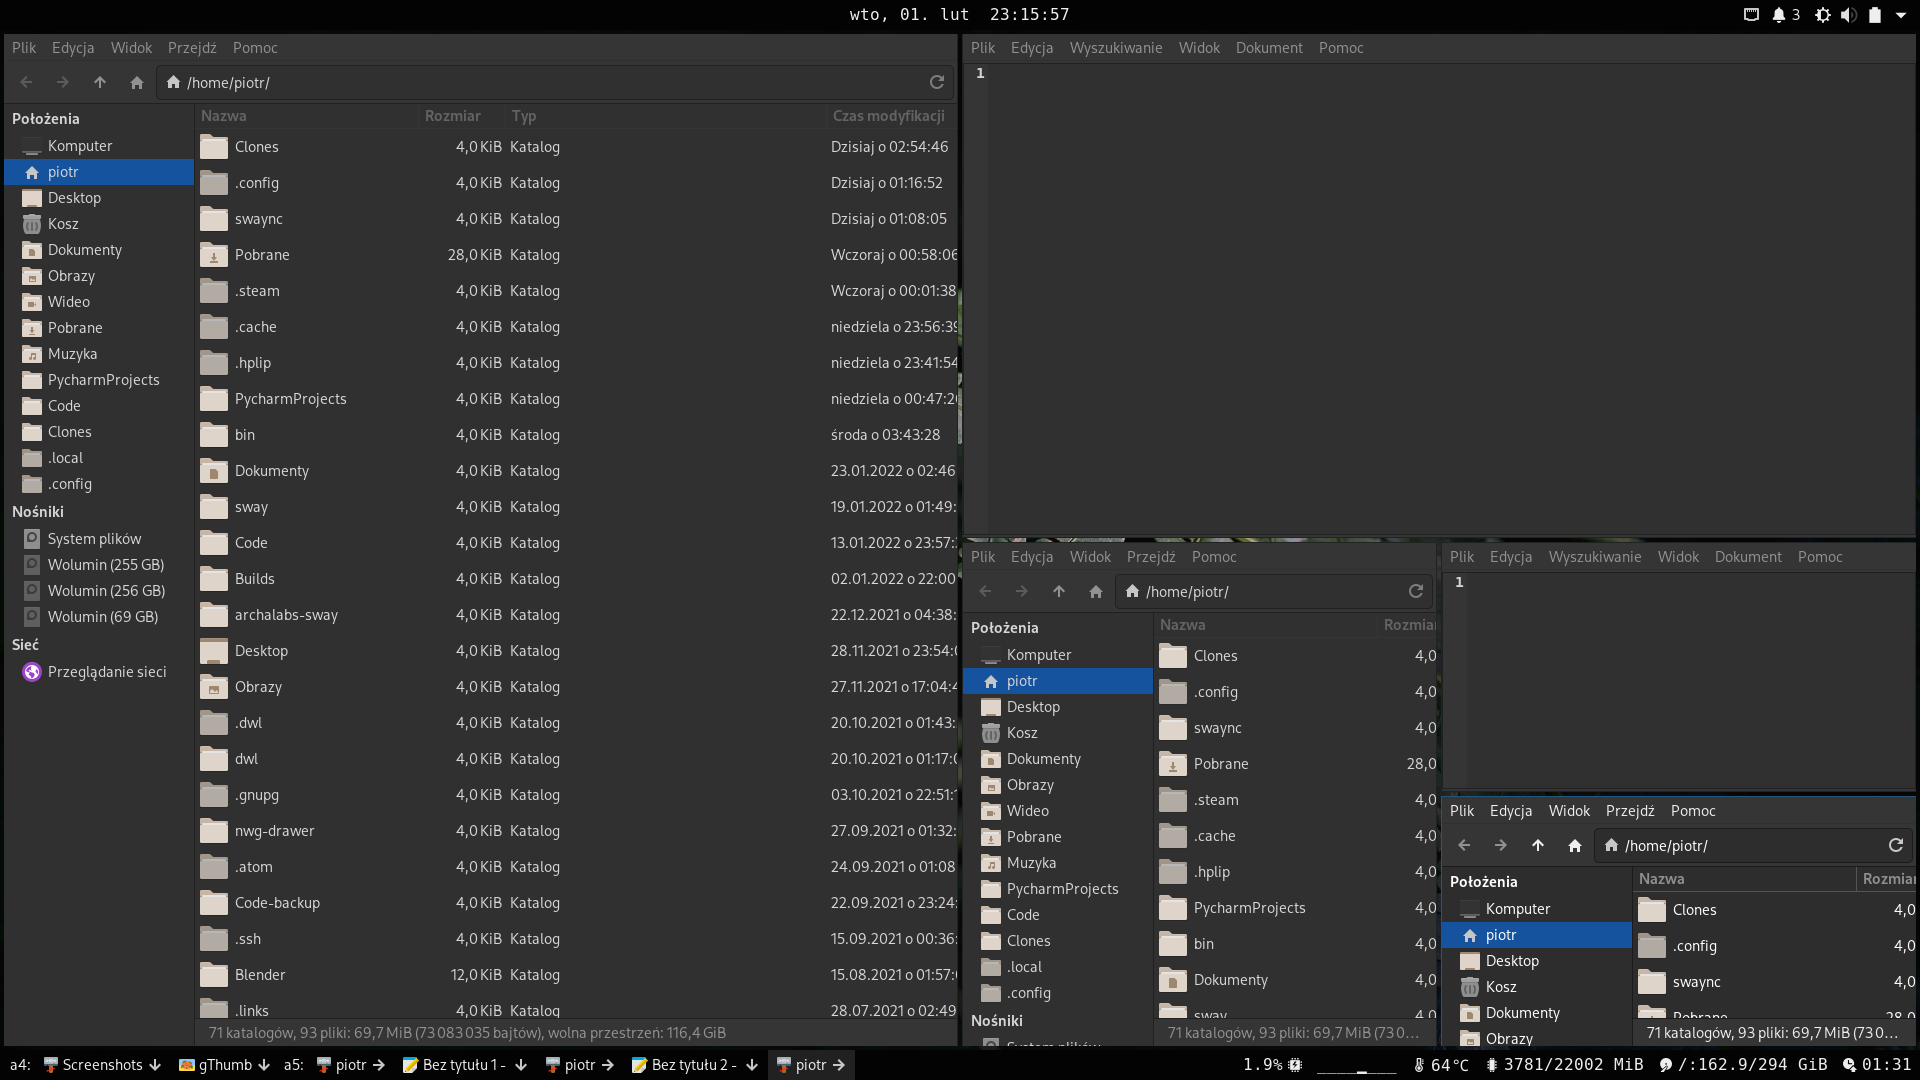 wto, 01. lut  23:15:57
3
Plik Edycja Widok Przejdź Pomoc
/home/piotr/
Położenia
Komputer
piotr
Desktop
Kosz
Dokumenty
Obrazy
Wideo
Pobrane
Muzyka
PycharmProjects
Code
Clones
.local
.config
Nośniki
System plików
Wolumin (255 GB)
Wolumin (256 GB)
Wolumin (69 GB)
Sieć
Przeglądanie sieci
Nazwa Rozmiar Typ Czas modyfikacji
Clones 4,0 KiB Katalog Dzisiaj o 02:54:46
.config 4,0 KiB Katalog Dzisiaj o 01:16:52
swaync 4,0 KiB Katalog Dzisiaj o 01:08:05
Pobrane 28,0 KiB Katalog Wczoraj o 00:58:06
.steam 4,0 KiB Katalog Wczoraj o 00:01:38
.cache 4,0 KiB Katalog niedziela o 23:56:39
.hplip 4,0 KiB Katalog niedziela o 23:41:54
PycharmProjects 4,0 KiB Katalog niedziela o 00:47:20
bin 4,0 KiB Katalog środa o 03:43:28
Dokumenty 4,0 KiB Katalog 23.01.2022 o 02:46
sway 4,0 KiB Katalog 19.01.2022 o 01:49:
Code 4,0 KiB Katalog 13.01.2022 o 23:57:
Builds 4,0 KiB Katalog 02.01.2022 o 22:00
archalabs-sway 4,0 KiB Katalog 22.12.2021 o 04:38:
Desktop 4,0 KiB Katalog 28.11.2021 o 23:54:0
Obrazy 4,0 KiB Katalog 27.11.2021 o 17:04:4
.dwl 4,0 KiB Katalog 20.10.2021 o 01:43:
dwl 4,0 KiB Katalog 20.10.2021 o 01:17:0
.gnupg 4,0 KiB Katalog 03.10.2021 o 22:51:1
nwg-drawer 4,0 KiB Katalog 27.09.2021 o 01:32:
.atom 4,0 KiB Katalog 24.09.2021 o 01:08
Code-backup 4,0 KiB Katalog 22.09.2021 o 23:24:
.ssh 4,0 KiB Katalog 15.09.2021 o 00:36:
Blender 12,0 KiB Katalog 15.08.2021 o 01:57:0
.links 4,0 KiB Katalog 28.07.2021 o 02:49
71 katalogów, 93 pliki: 69,7 MiB (73 083 035 bajtów), wolna przestrzeń: 116,4 GiB
Plik Edycja Wyszukiwanie Widok Dokument Pomoc
1
Plik Edycja Widok Przejdź Pomoc
/home/piotr/
Położenia
Komputer
piotr
Desktop
Kosz
Dokumenty
Obrazy
Wideo
Pobrane
Muzyka
PycharmProjects
Code
Clones
.local
.config
Nośniki
System plików
Nazwa Rozmiar
Clones 4,0
.config 4,0
swaync 4,0
Pobrane 28,0
.steam 4,0
.cache 4,0
.hplip 4,0
PycharmProjects 4,0
bin 4,0
Dokumenty 4,0
sway 4,0
71 katalogów, 93 pliki: 69,7 MiB (73 0…
Plik Edycja Wyszukiwanie Widok Dokument Pomoc
1
Plik Edycja Widok Przejdź Pomoc
/home/piotr/
Położenia
Komputer
piotr
Desktop
Kosz
Dokumenty
Obrazy
Nazwa Rozmiar
Clones 4,0
.config 4,0
swaync 4,0
Pobrane 28,0
71 katalogów, 93 pliki: 69,7 MiB (73 0…
a4: Screenshots ↓ gThumb ↓ a5: piotr → Bez tytułu 1 - ↓ piotr → Bez tytułu 2 - ↓ piotr → 1.9% 64°C 3781/22002 MiB /:162.9/294 GiB 01:31